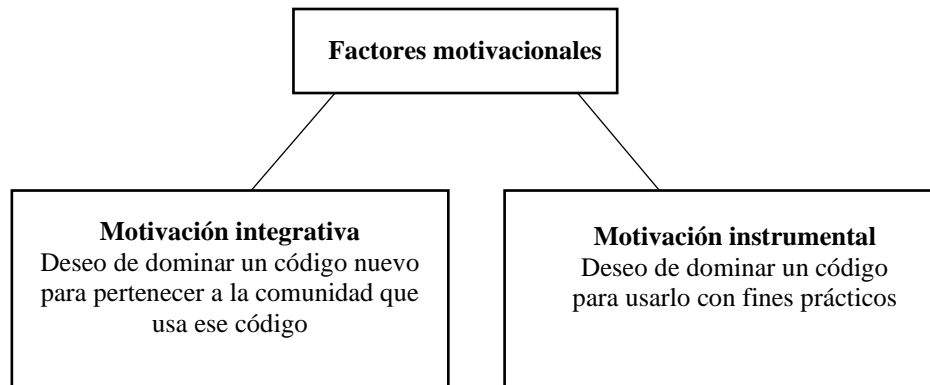 Factores motivacionales
Motivación integrativa
Deseo de dominar un código nuevo
para pertenecer a la comunidad que
usa ese código
Motivación instrumental
Deseo de dominar un código
para usarlo con fines prácticos